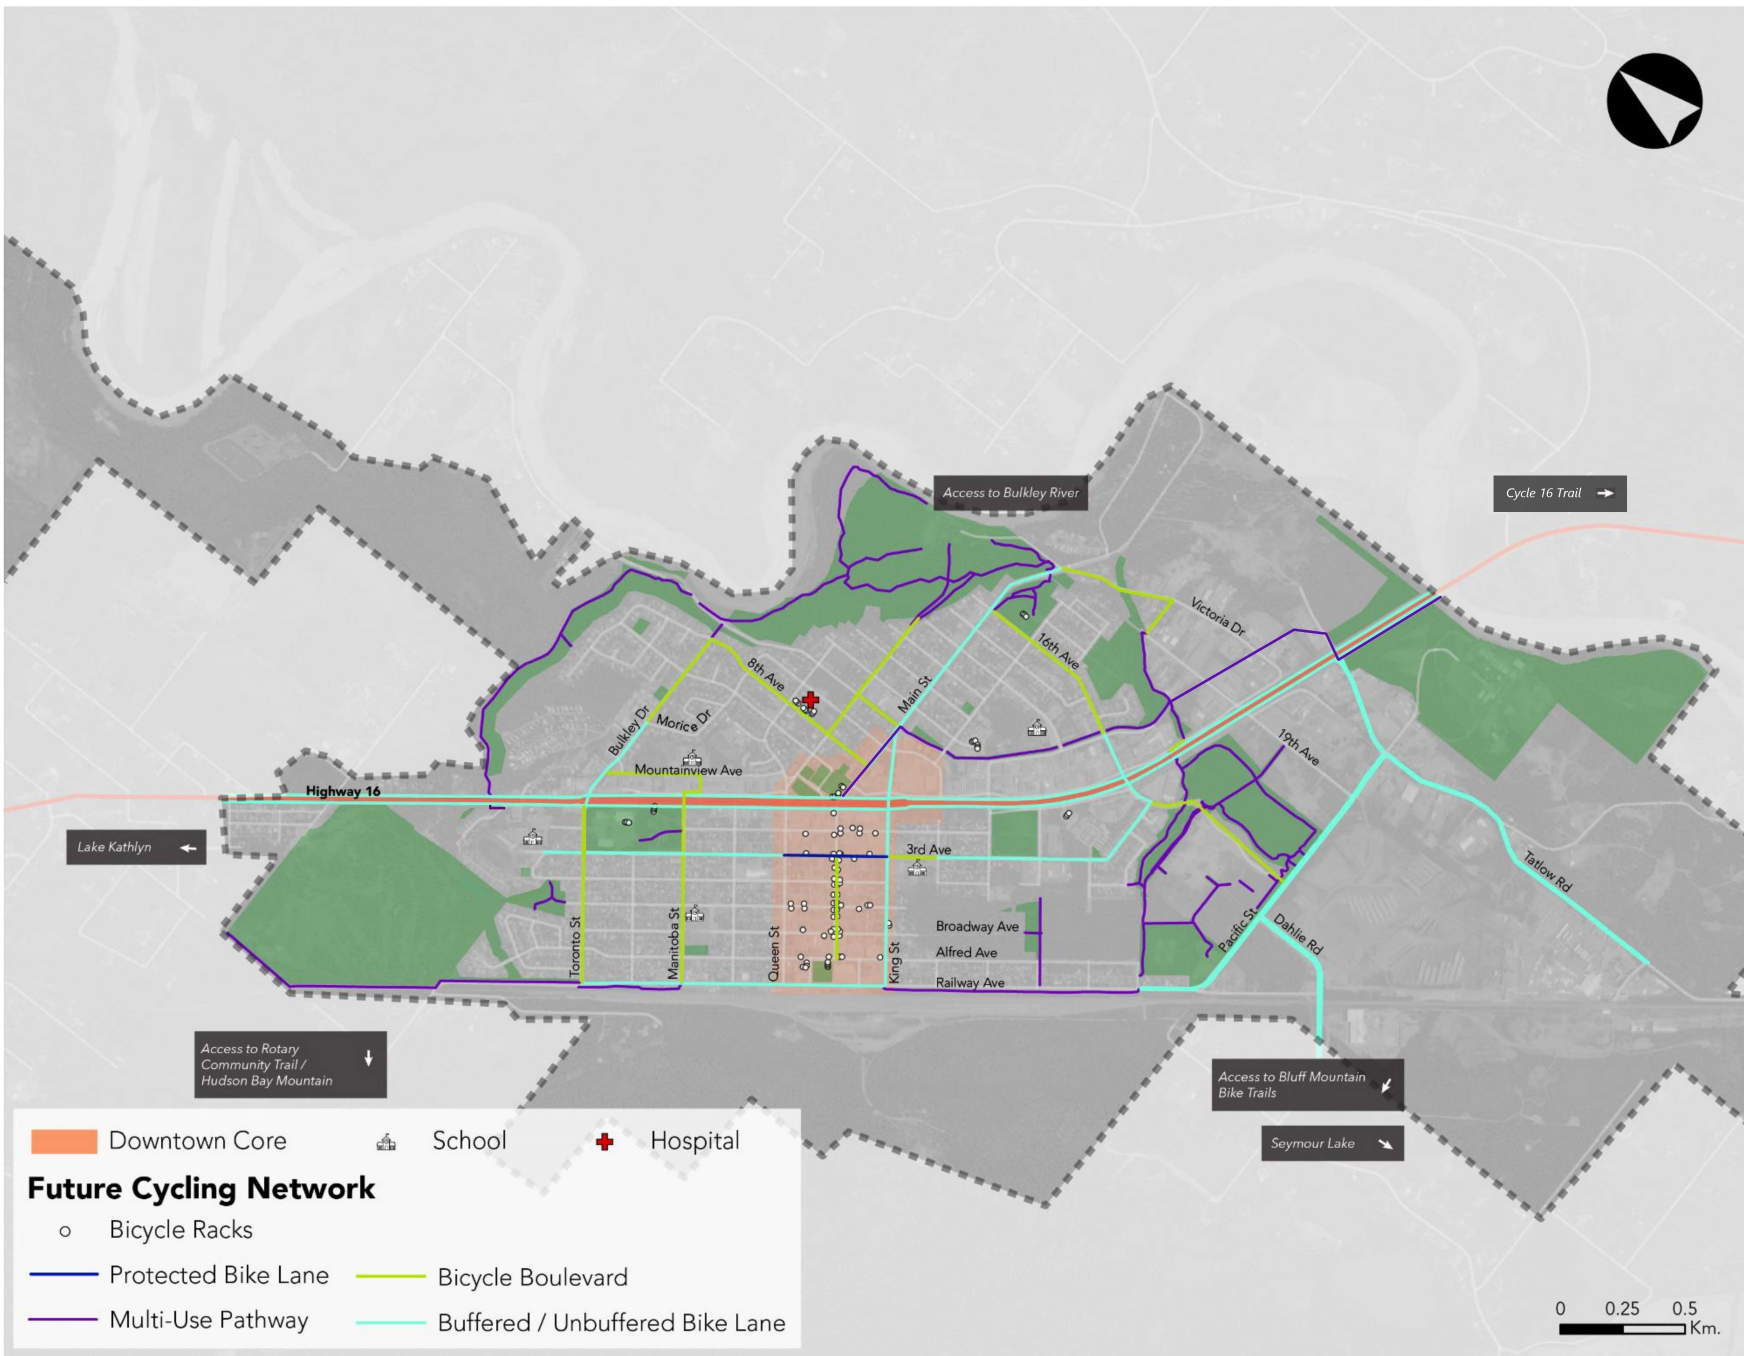 Access to Bulkley River
Cycle 16 Trail →
Victoria Dr
16th Ave
8th Ave
Main St
Bulkley Dr
Morice Dr
19th Ave
Mountainview Ave
Highway 16
Lake Kathlyn ←
3rd Ave
Tatlow Rd
Toronto St
Manitoba St
Queen St
King St
Broadway Ave
Alfred Ave
Railway Ave
Pacific St
Dahlie Rd
Access to Rotary
Community Trail /
Hudson Bay Mountain ↓
Access to Bluff Mountain
Bike Trails ↙
Seymour Lake ↘
Downtown Core
School
Hospital
Future Cycling Network
Bicycle Racks
Protected Bike Lane
Bicycle Boulevard
Multi-Use Pathway
Buffered / Unbuffered Bike Lane
0 0.25 0.5
Km.